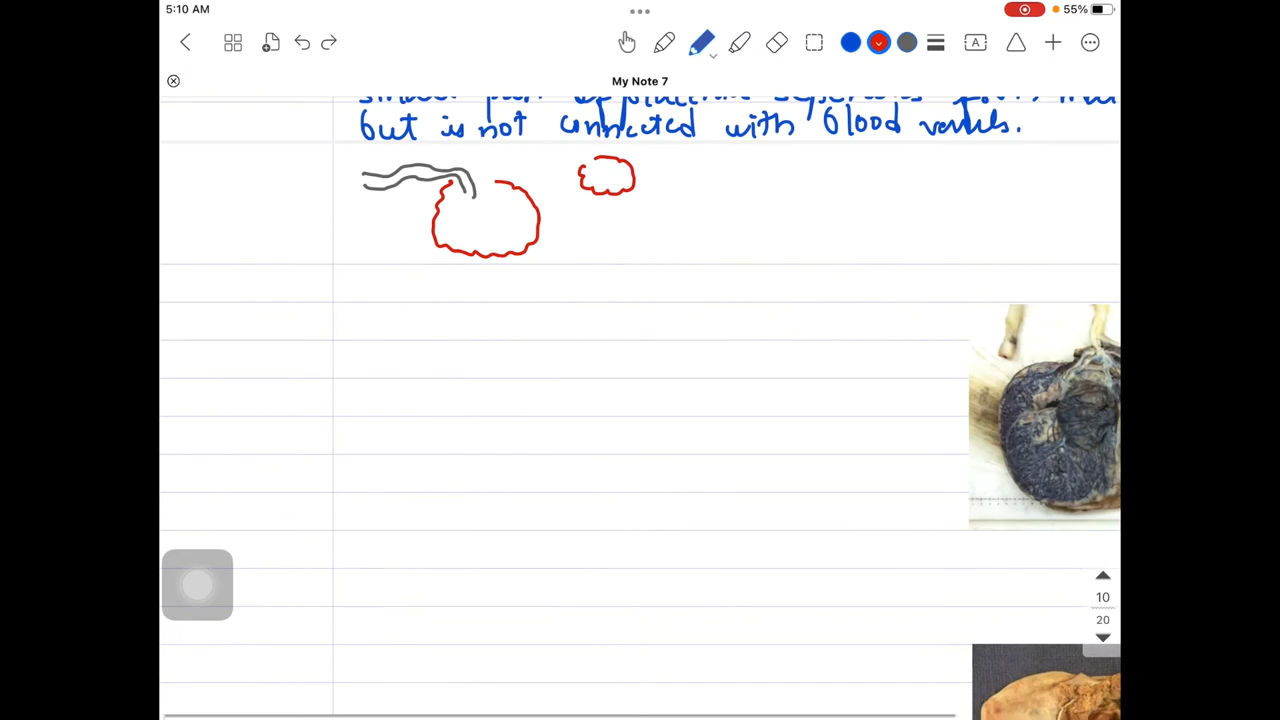 5:10 AM
55%
A
My Note 7
but is not connected with blood vessels.
10
20